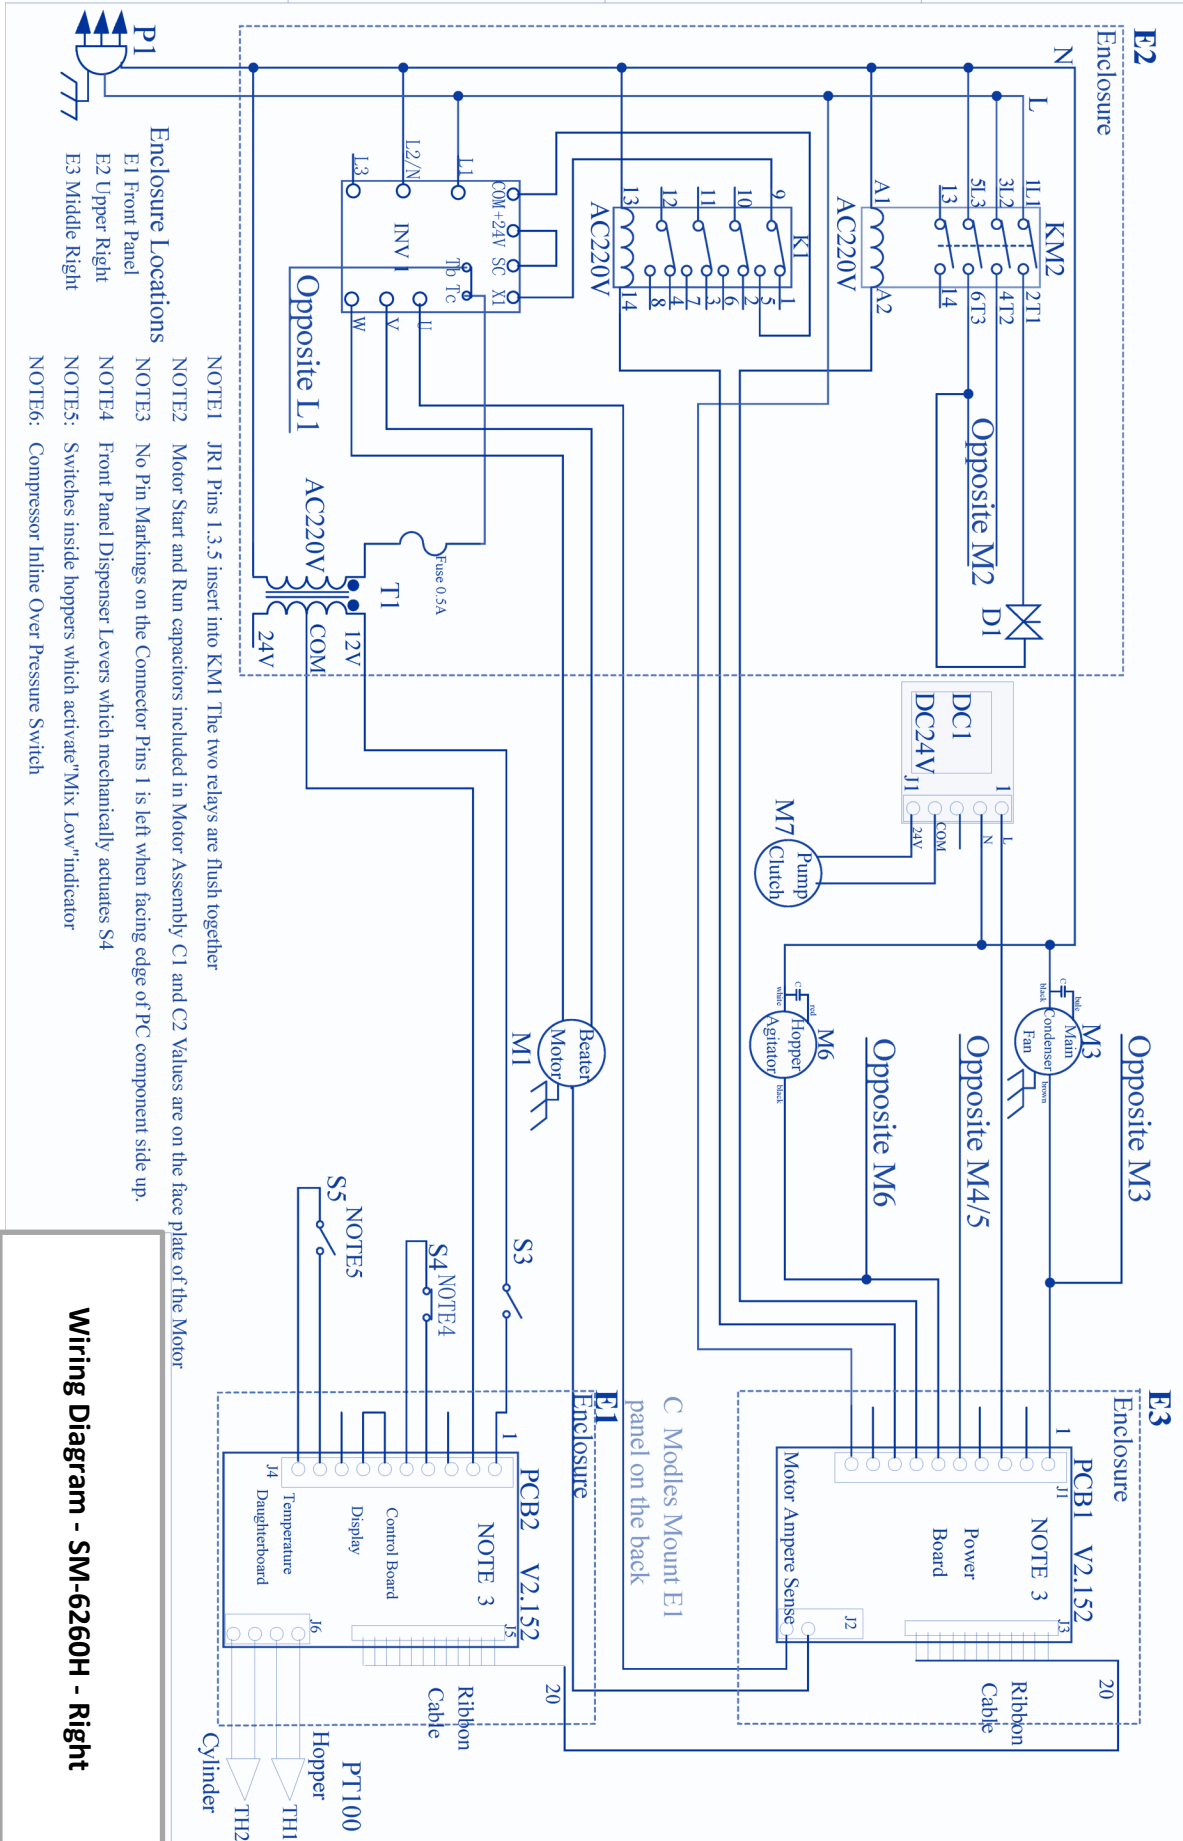 P1
E2
Enclosure
N
L
1L1
3L2
5L3
13
KM2
2T1
4T2
6T3
14
A1
AC220V
A2
Opposite M2
D1
9
10
11
12
13
K1
1
5
2
6
3
7
4
8
14
AC220V
L1
L2/N
L3
COM
+24V
SC
X1
INV 1
Tb
Tc
U
V
W
Opposite L1
AC220V
Fuse 0.5A
T1
12V
COM
24V
Enclosure Locations
E1 Front Panel
E2 Upper Right
E3 Middle Right
NOTE1 JR1 Pins 1.3.5 insert into KM1 The two relays are flush together
NOTE2 Motor Start and Run capacitors included in Motor Assembly C1 and C2 Values are on the face plate of the Motor
NOTE3 No Pin Markings on the Connector Pins 1 is left when facing edge of PC component side up.
NOTE4 Front Panel Dispenser Levers which mechanically actuates S4
NOTE5: Switches inside hoppers which activate"Mix Low"indicator
NOTE6: Compressor Inline Over Pressure Switch
DC1
DC24V
J1
1
L
N
COM
24V
M7
Pump
Clutch
C
bule
black
M3
Main
Condenser
Fan
brown
Opposite M3
Opposite M4/5
C
red
white
M6
Hopper
Agitator
black
Opposite M6
Beater
Motor
M1
S3
S4
NOTE4
S5
NOTE5
E3
Enclosure
1
J1
PCB1 V2.152
NOTE 3
Power
Board
Motor Ampere Sense
J2
J3
20
Ribbon
Cable
C Modles Mount E1
panel on the back
E1
Enclosure
1
PCB2 V2.152
NOTE 3
Control Board
Display
J4
Temperature
Daughterboard
J5
J6
20
Ribbon
Cable
PT100
Hopper
Cylinder
TH1
TH2
Wiring Diagram - SM-6260H - Right